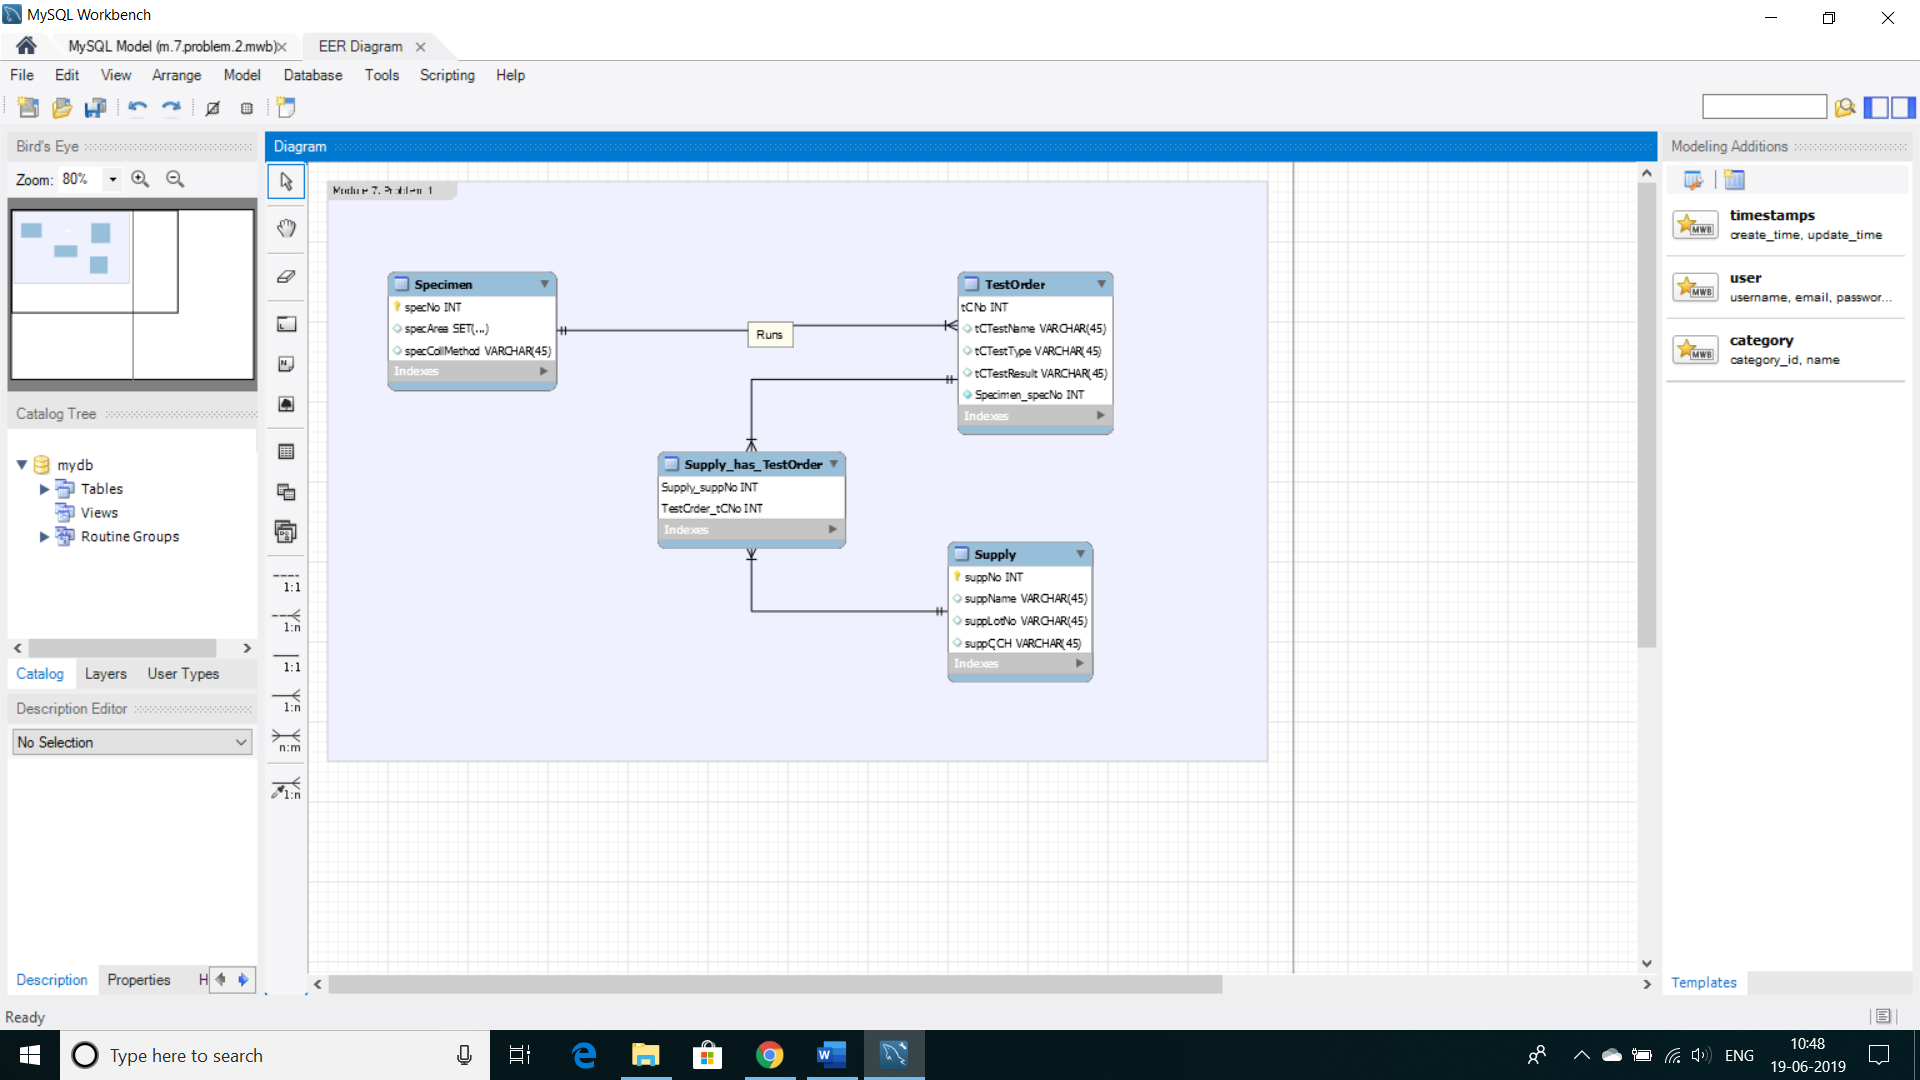 MySQL Workbench
MySQL Model (m.7.problem.2.mwb)
EER Diagram
File Edit View Arrange Model Database Tools Scripting Help
Bird's Eye
Zoom: 80%
Diagram
Modeling Additions
Module 7. Problem 1
timestamps
create_time, update_time
user
username, email, passwor...
category
category_id, name
Specimen
specNo INT
specArea SET(...)
specCollMethod VARCHAR(45)
Indexes
Runs
TestOrder
tCNo INT
tCTestName VARCHAR(45)
tCTestType VARCHAR(45)
tCTestResult VARCHAR(45)
Specimen_specNo INT
Indexes
Supply_has_TestOrder
Supply_suppNo INT
TestOrder_tCNo INT
Indexes
Supply
suppNo INT
suppName VARCHAR(45)
suppLotNo VARCHAR(45)
Indexes
1:1
1:n
1:1
1:n
n:m
1:n
Catalog Tree
mydb
Tables
Views
Routine Groups
Catalog Layers User Types
Description Editor
No Selection
Description Properties H
Templates
Ready
Type here to search
ENG
10:48
19-06-2019